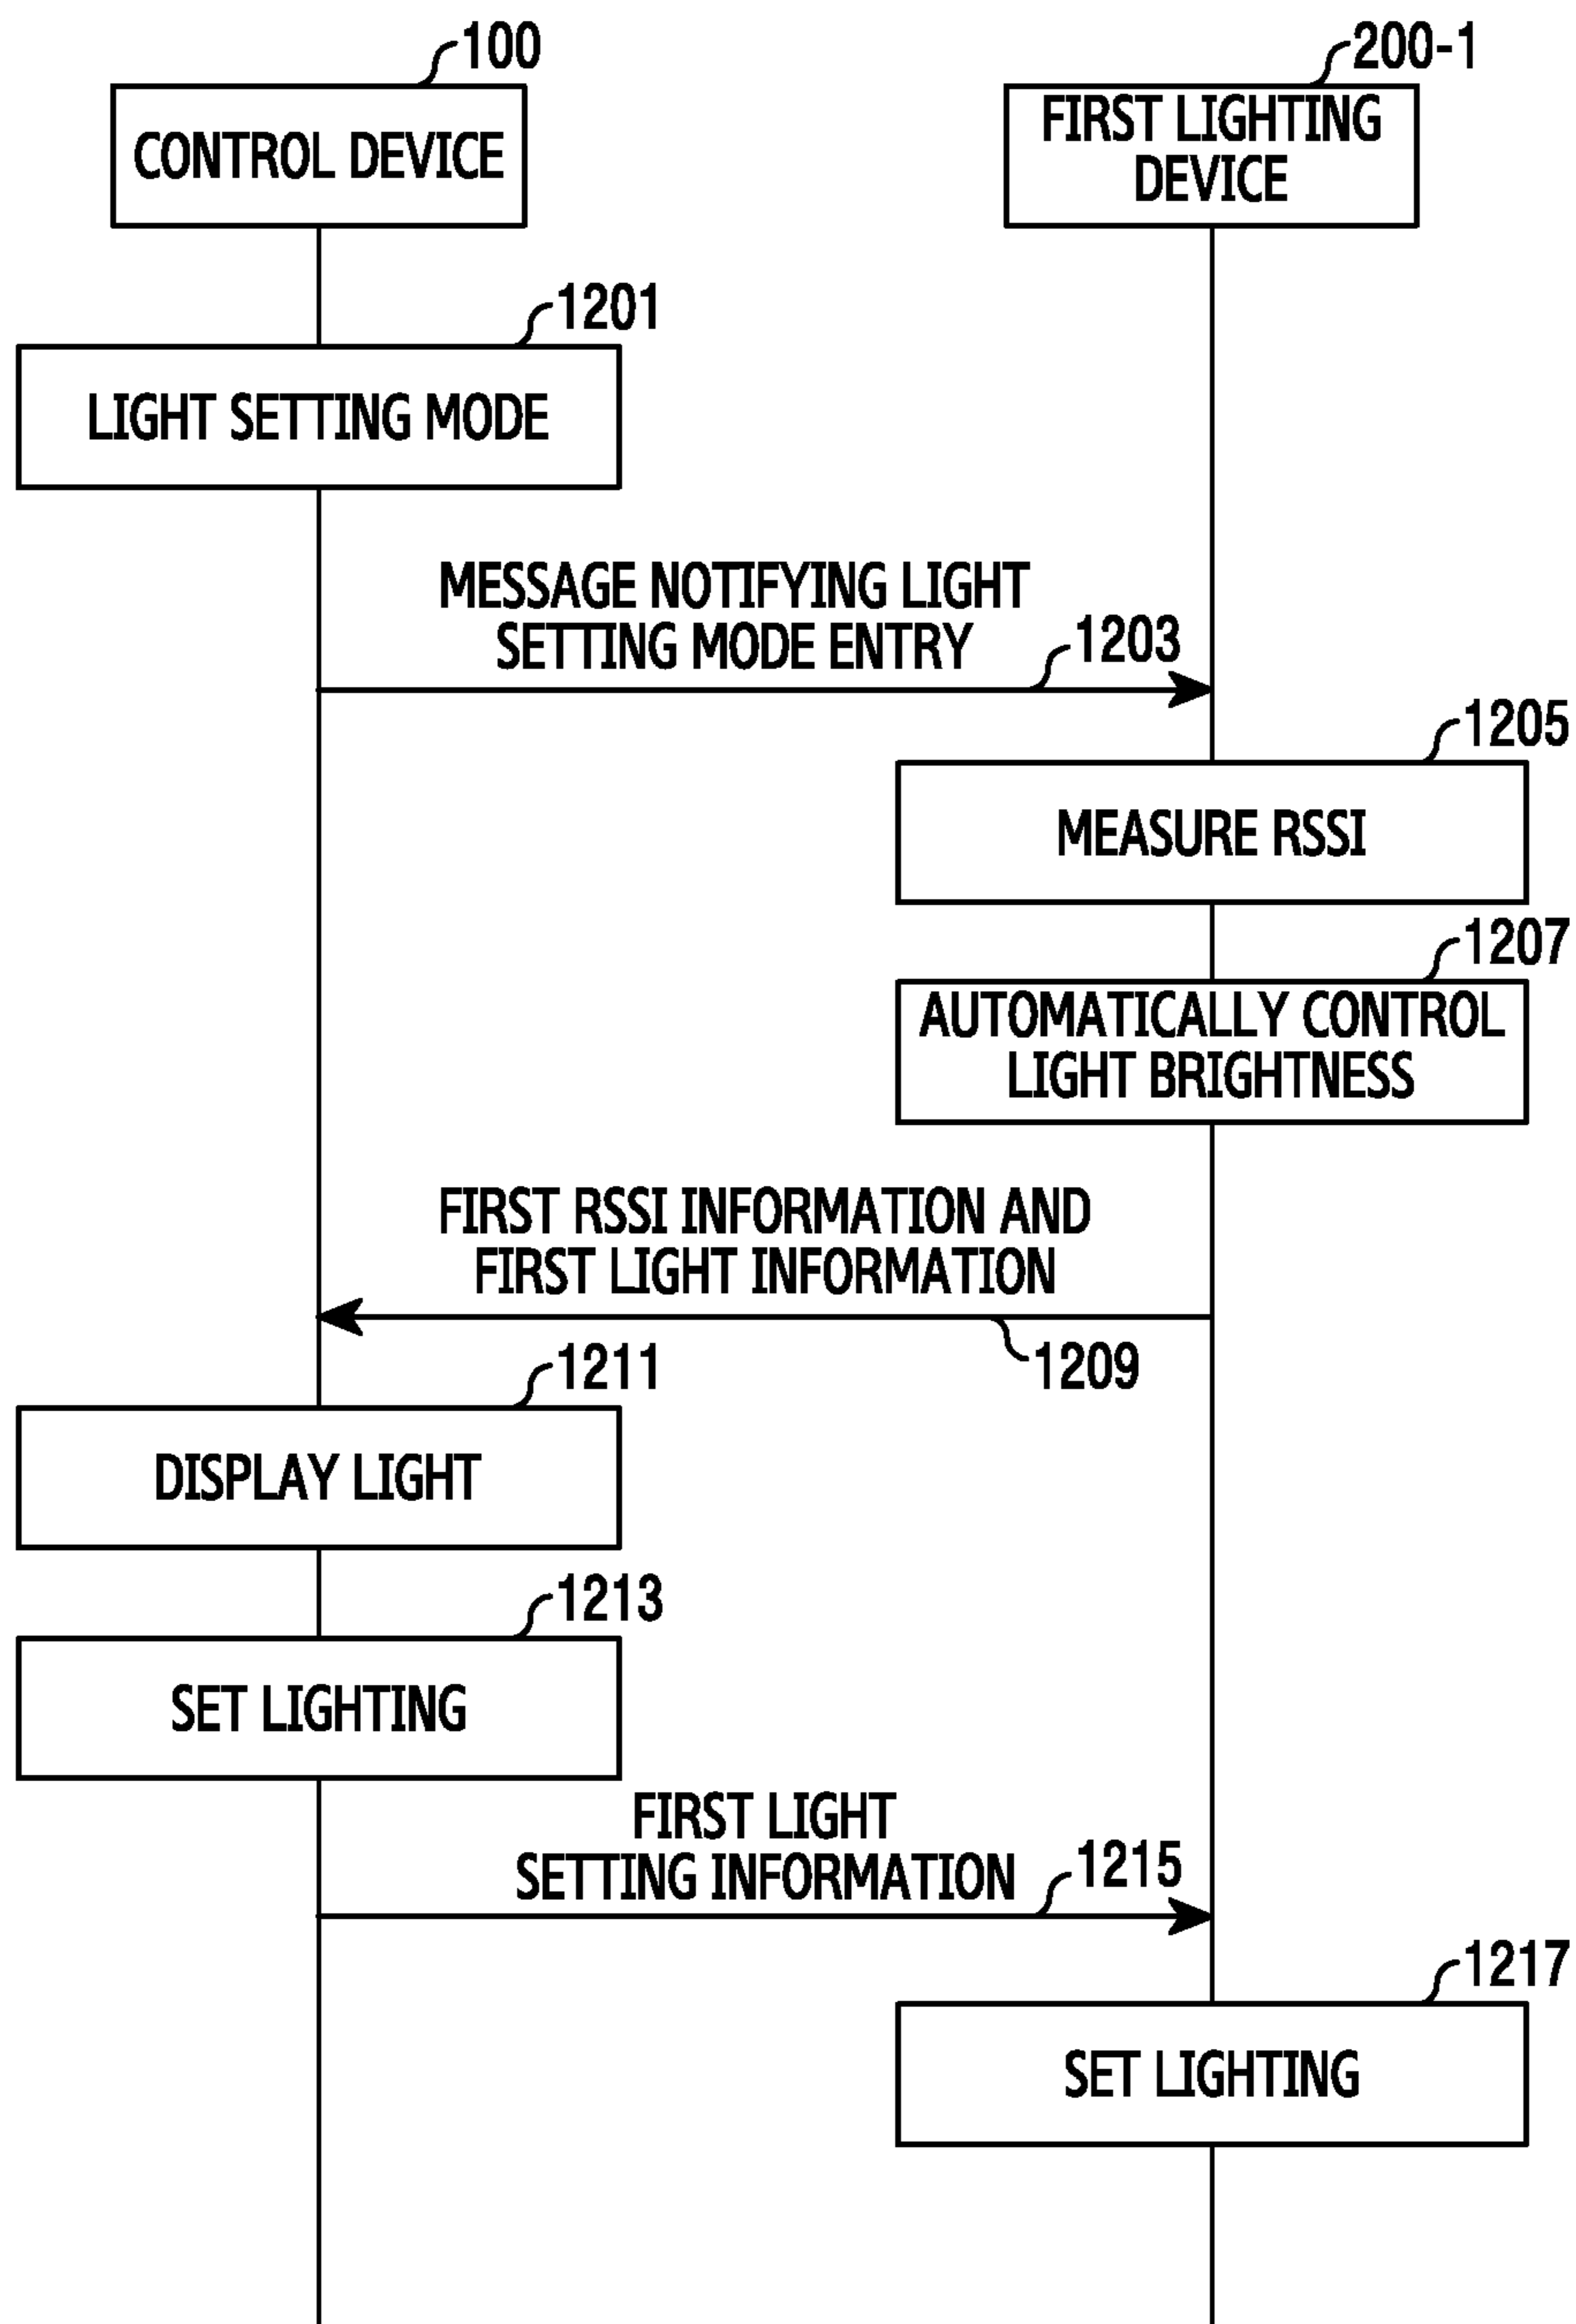 100
CONTROL DEVICE
200-1
FIRST LIGHTING
DEVICE
1201
LIGHT SETTING MODE
MESSAGE NOTIFYING LIGHT
SETTING MODE ENTRY
1203
1205
MEASURE RSSI
1207
AUTOMATICALLY CONTROL
LIGHT BRIGHTNESS
FIRST RSSI INFORMATION AND
FIRST LIGHT INFORMATION
1209
1211
DISPLAY LIGHT
1213
SET LIGHTING
FIRST LIGHT
SETTING INFORMATION
1215
1217
SET LIGHTING